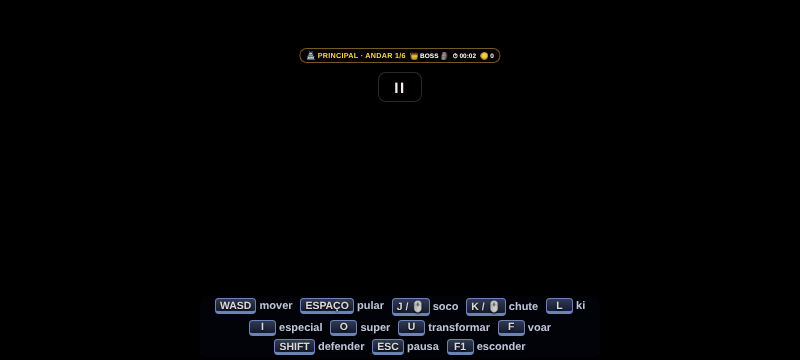 PRINCIPAL · ANDAR 1/6 BOSS 00:02 0
WASD mover ESPAÇO pular J / soco K / chute L ki
I especial O super U transformar F voar
SHIFT defender ESC pausa F1 esconder